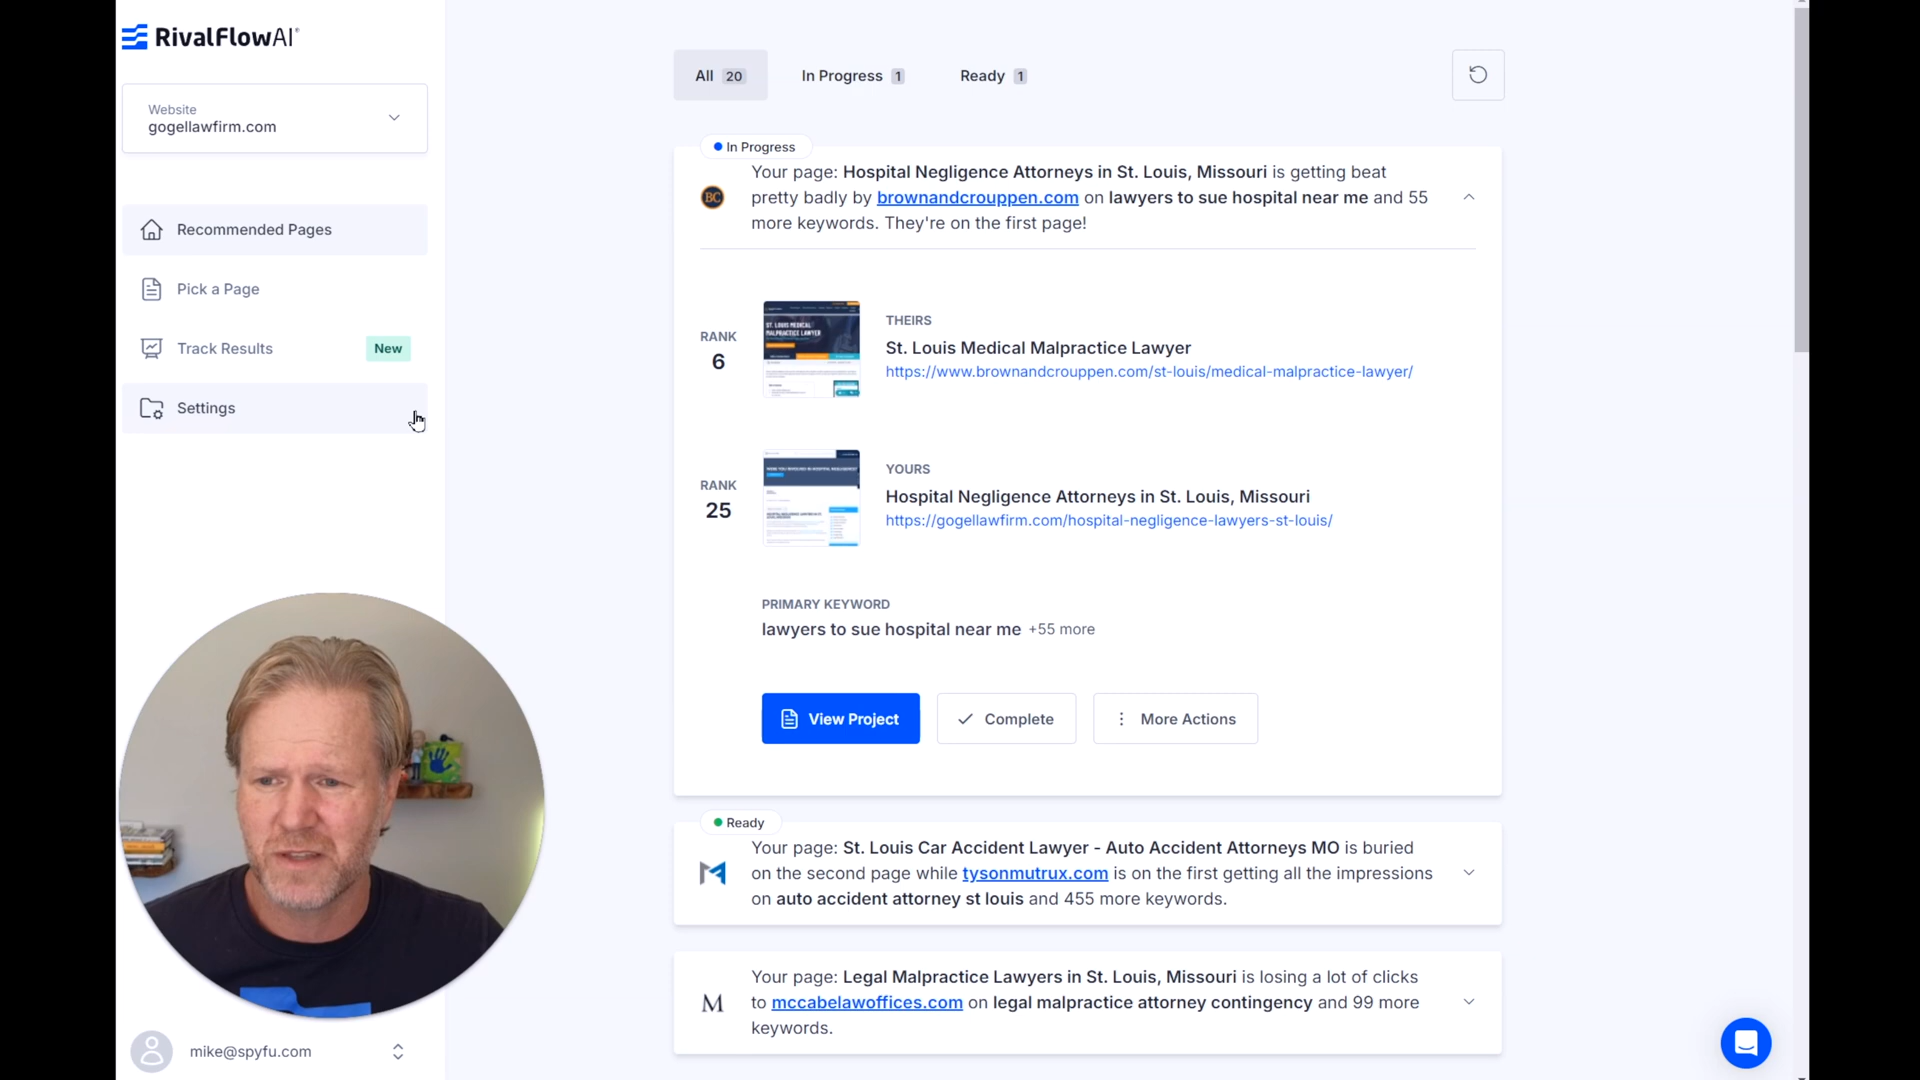 RivalFlowAI
Website
gogellawfirm.com
Recommended Pages
Pick a Page
Track Results New
Settings
mike@spyfu.com
All 20 In Progress 1 Ready 1
In Progress
BC
Your page: Hospital Negligence Attorneys in St. Louis, Missouri is getting beat
pretty badly by brownandcrouppen.com on lawyers to sue hospital near me and 55
more keywords. They're on the first page!
RANK
6
ST. LOUIS MEDICAL
MALPRACTICE LAWYER
THEIRS
St. Louis Medical Malpractice Lawyer
https://www.brownandcrouppen.com/st-louis/medical-malpractice-lawyer/
RANK
25
YOURS
Hospital Negligence Attorneys in St. Louis, Missouri
https://gogellawfirm.com/hospital-negligence-lawyers-st-louis/
PRIMARY KEYWORD
lawyers to sue hospital near me +55 more
View Project Complete More Actions
Ready
Your page: St. Louis Car Accident Lawyer - Auto Accident Attorneys MO is buried
on the second page while tysonmutrux.com is on the first getting all the impressions
on auto accident attorney st louis and 455 more keywords.
M
Your page: Legal Malpractice Lawyers in St. Louis, Missouri is losing a lot of clicks
to mccabelawoffices.com on legal malpractice attorney contingency and 99 more
keywords.